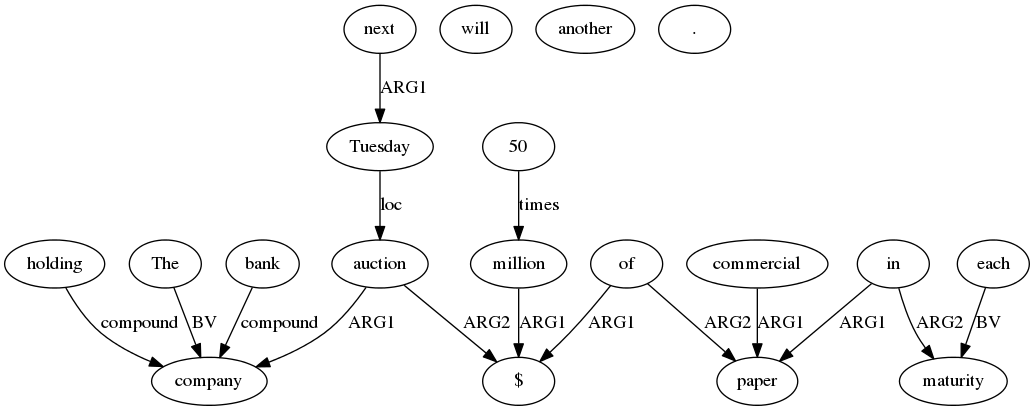 next will another .
ARG1
Tuesday 50
loc times
holding The bank auction million of commercial in each
compound BV compound ARG1 ARG2 ARG1 ARG1 ARG2 ARG1 ARG1 ARG2 BV
company $ paper maturity